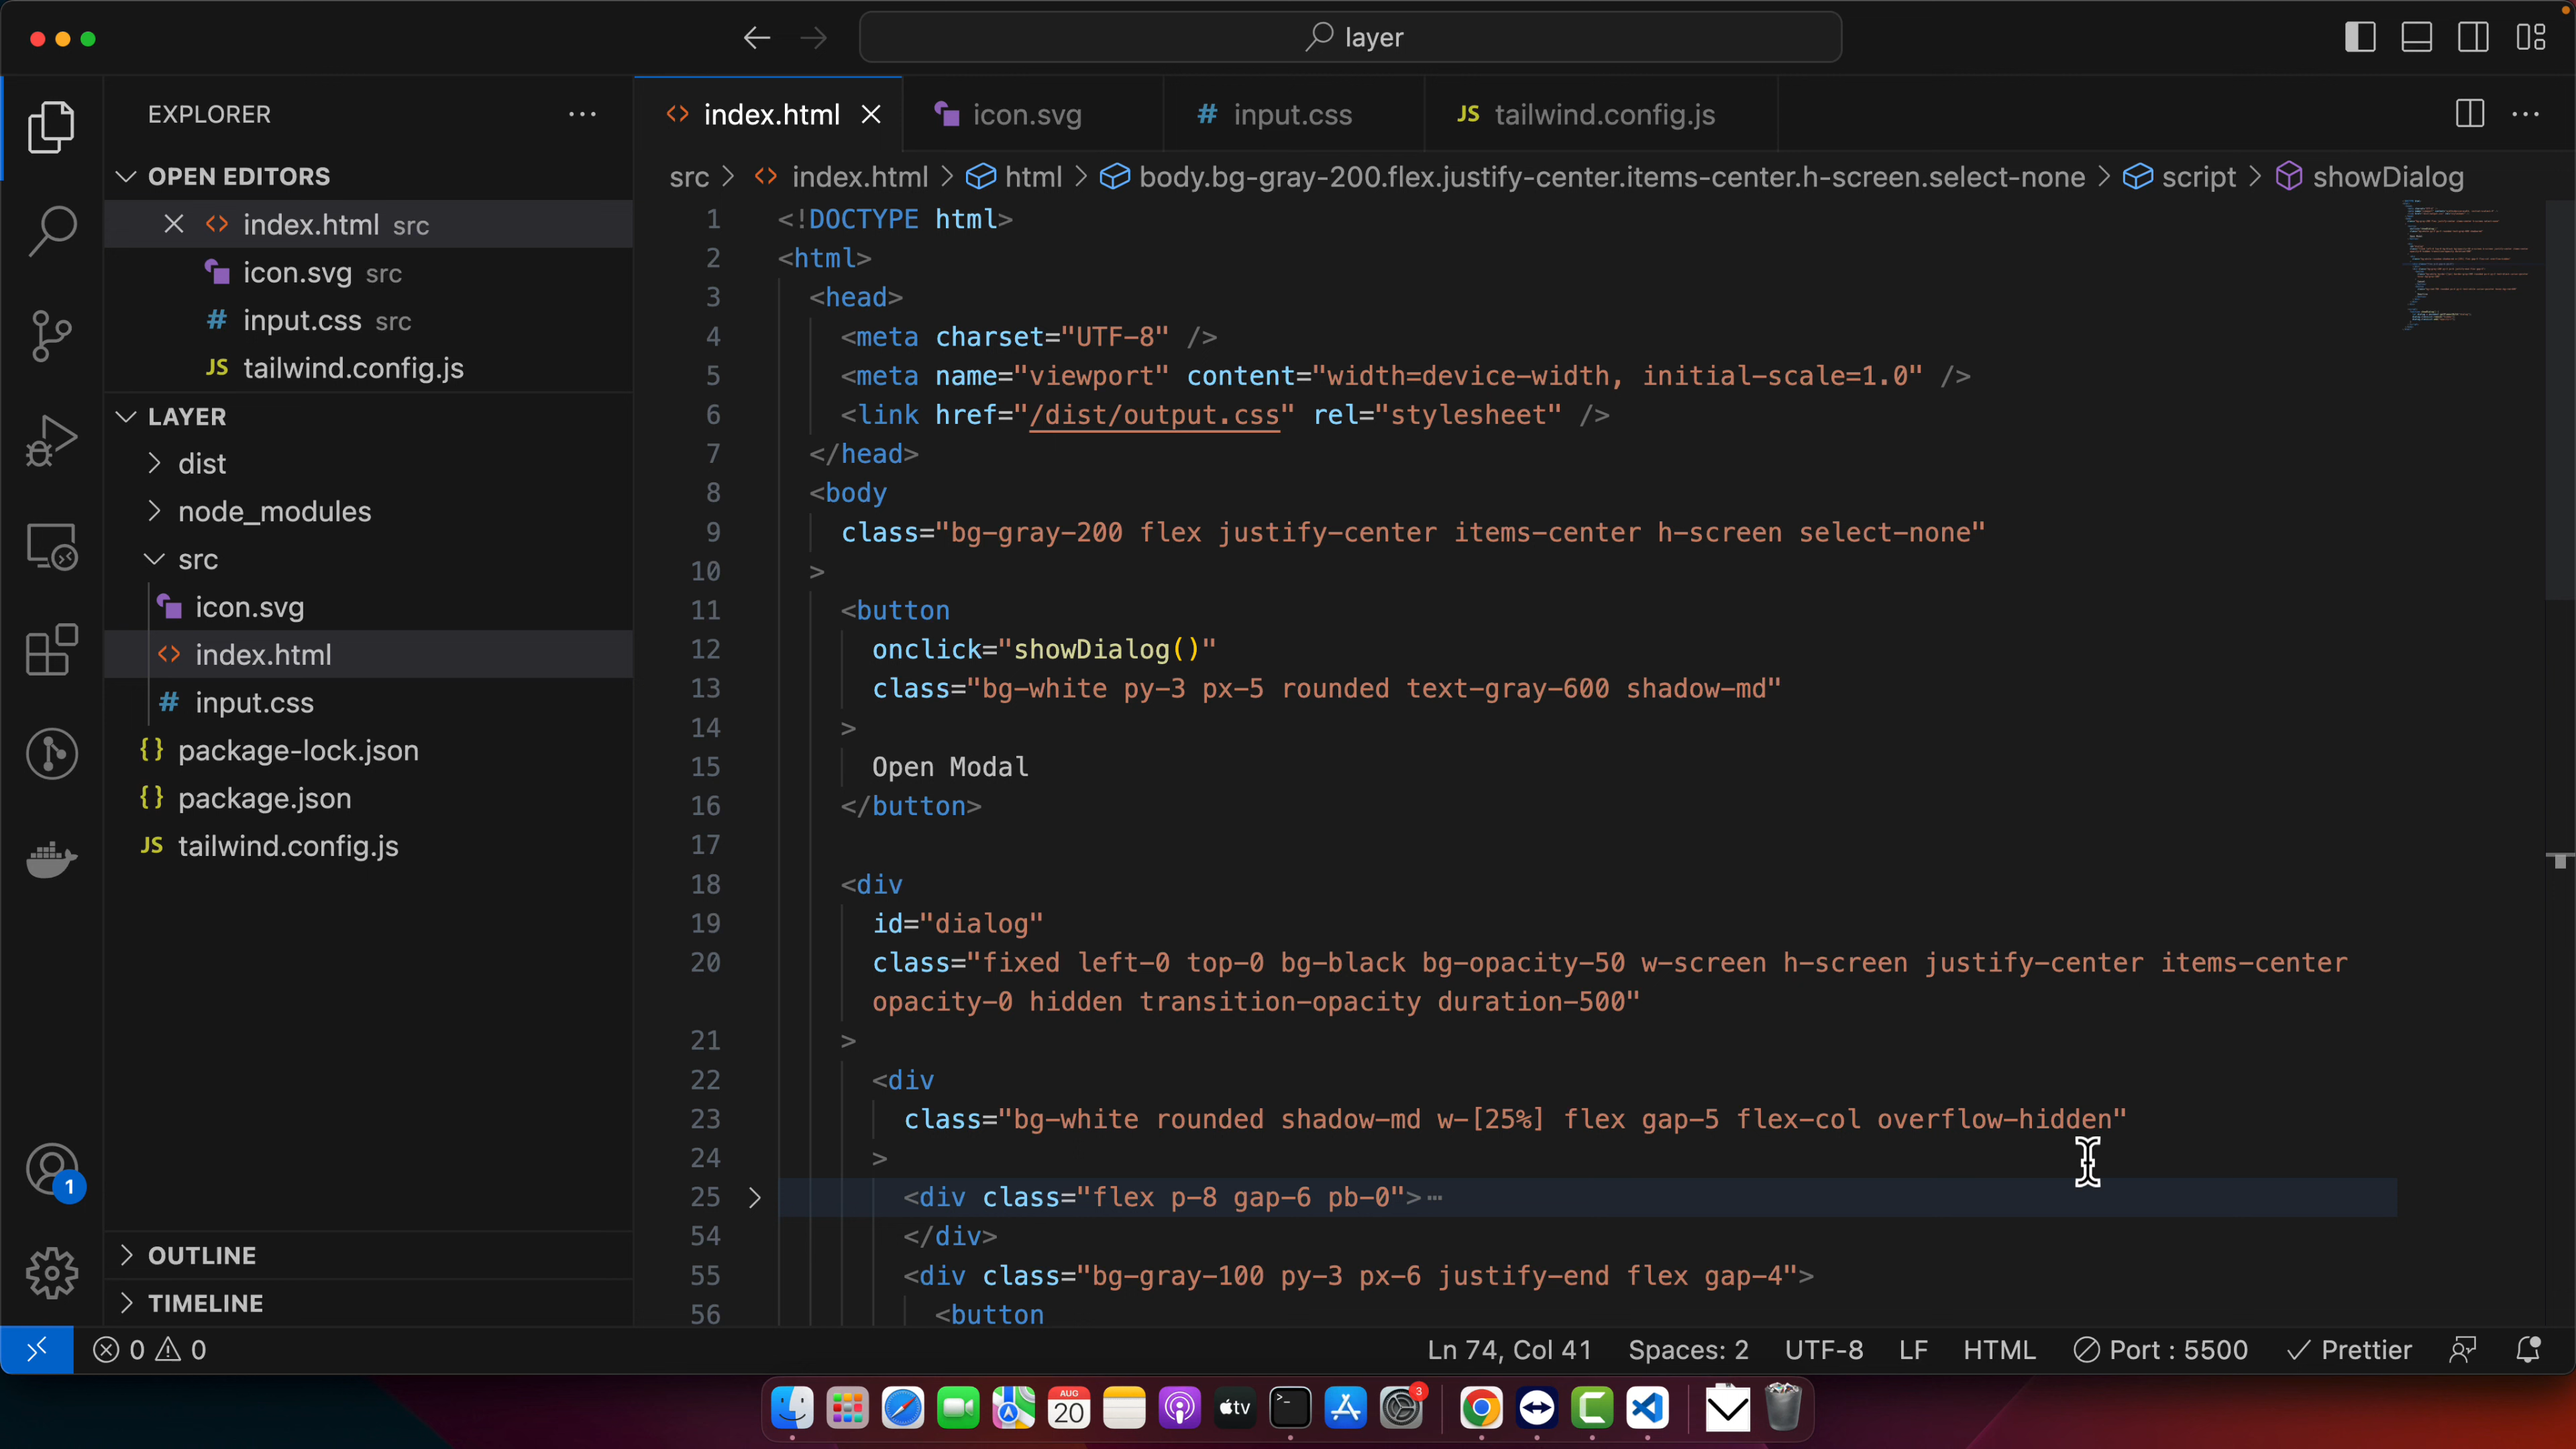 layer
EXPLORER
OPEN EDITORS
index.html src
icon.svg src
input.css src
JS tailwind.config.js
LAYER
dist
node_modules
src
icon.svg
index.html
input.css
package-lock.json
package.json
JS tailwind.config.js
OUTLINE
TIMELINE
index.html
icon.svg
# input.css
JS tailwind.config.js
src > index.html > html > body.bg-gray-200.flex.justify-center.items-center.h-screen.select-none > script > showDialog
1 <!DOCTYPE html>
2 <html>
3 <head>
4 <meta charset="UTF-8" />
5 <meta name="viewport" content="width=device-width, initial-scale=1.0" />
6 <link href="/dist/output.css" rel="stylesheet" />
7 </head>
8 <body
9 class="bg-gray-200 flex justify-center items-center h-screen select-none"
10 >
11 <button
12 onclick="showDialog()"
13 class="bg-white py-3 px-5 rounded text-gray-600 shadow-md"
14 >
15 Open Modal
16 </button>
17
18 <div
19 id="dialog"
20 class="fixed left-0 top-0 bg-black bg-opacity-50 w-screen h-screen justify-center items-center
opacity-0 hidden transition-opacity duration-500"
21 >
22 <div
23 class="bg-white rounded shadow-md w-[25%] flex gap-5 flex-col overflow-hidden"
24 >
25 <div class="flex p-8 gap-6 pb-0">⋯
54 </div>
55 <div class="bg-gray-100 py-3 px-6 justify-end flex gap-4">
56 <button
1
0 0
Ln 74, Col 41
Spaces: 2
UTF-8
LF
HTML
Port : 5500
Prettier
AUG
20
tv
3